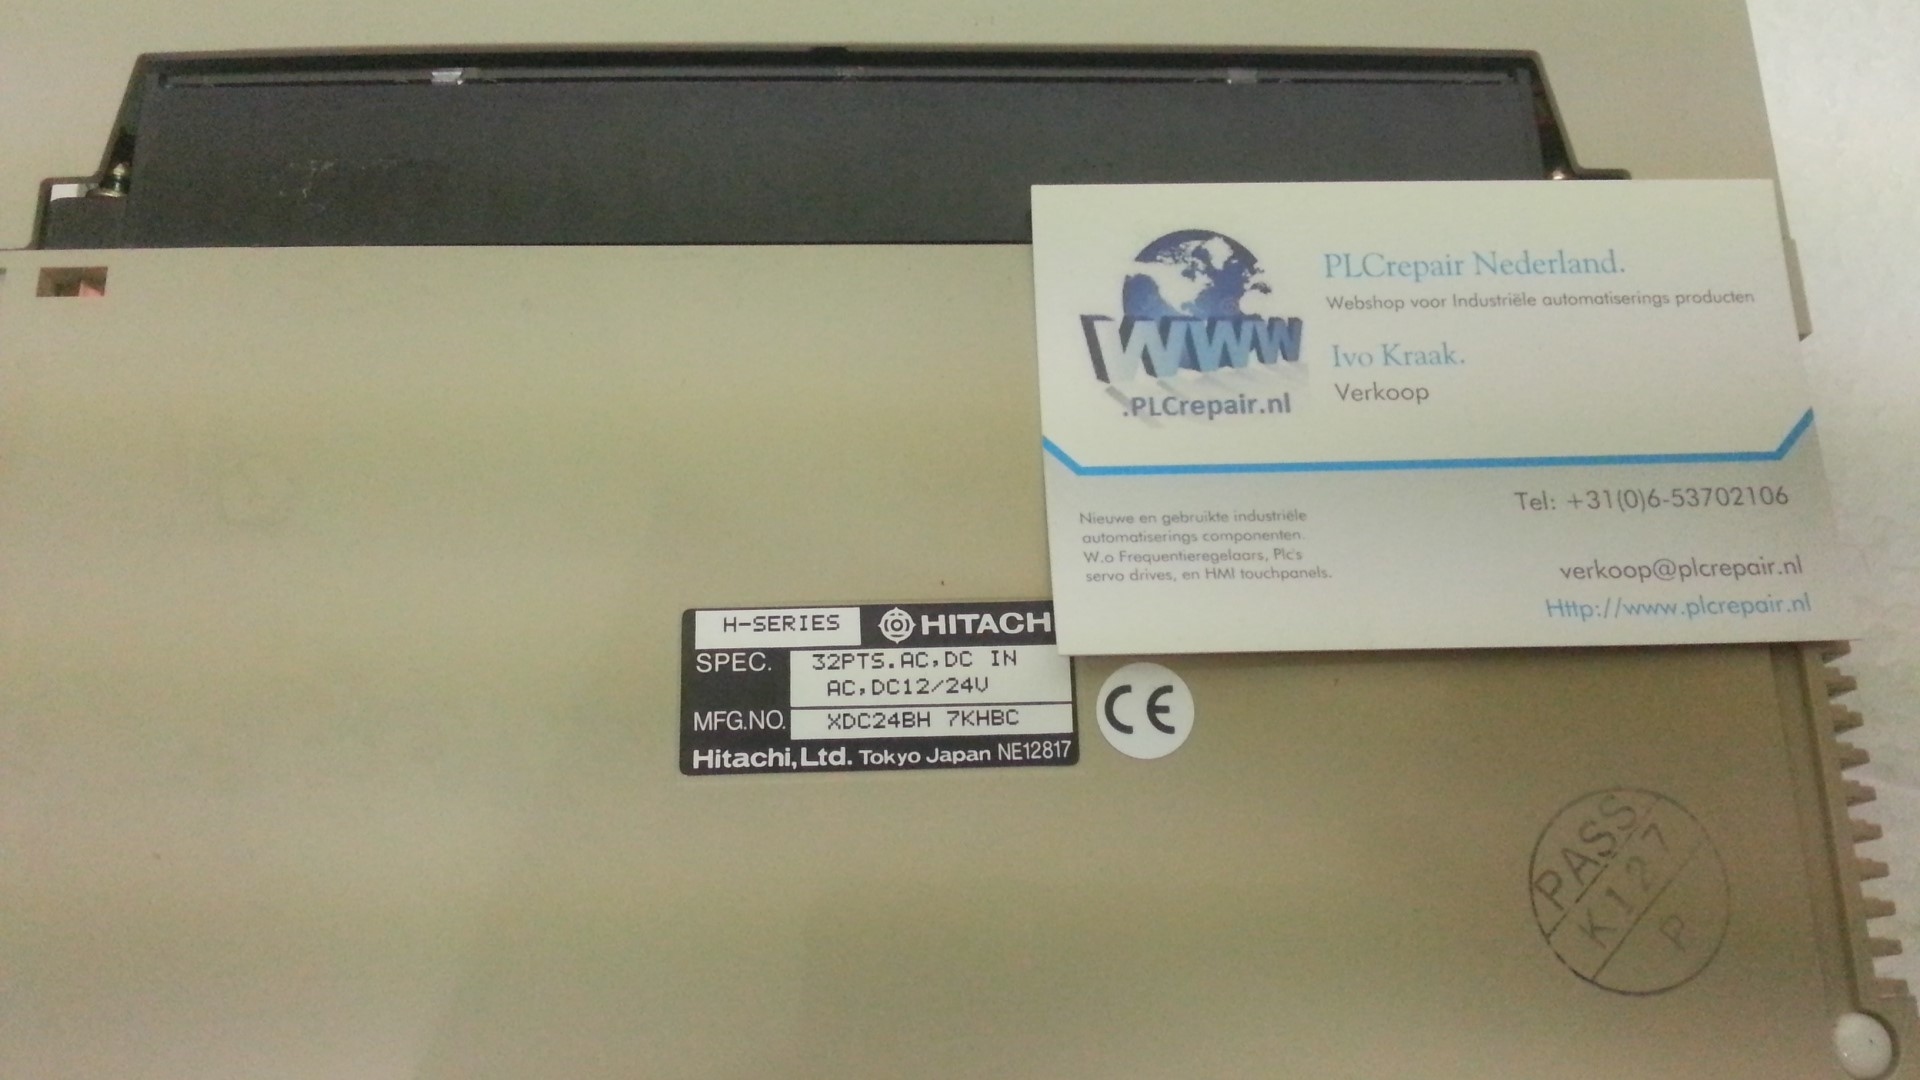 PLCrepair Nederland.
Webshop voor Industriële automatiserings producten
WWW
.PLCrepair.nl
Ivo Kraak.
Verkoop
Tel: +31(0)6-53702106
Nieuwe en gebruikte industriële
automatiserings componenten.
W.o Frequentieregelaars, Plc's
servo drives, en HMI touchpanels.
verkoop@plcrepair.nl
Http://www.plcrepair.nl
H-SERIES HITACH
SPEC. 32PTS.AC,DC IN
AC,DC12/24V
MFG.NO. XDC24BH 7KHBC
Hitachi,Ltd. Tokyo Japan NE12817
CE
PASS
K127
P